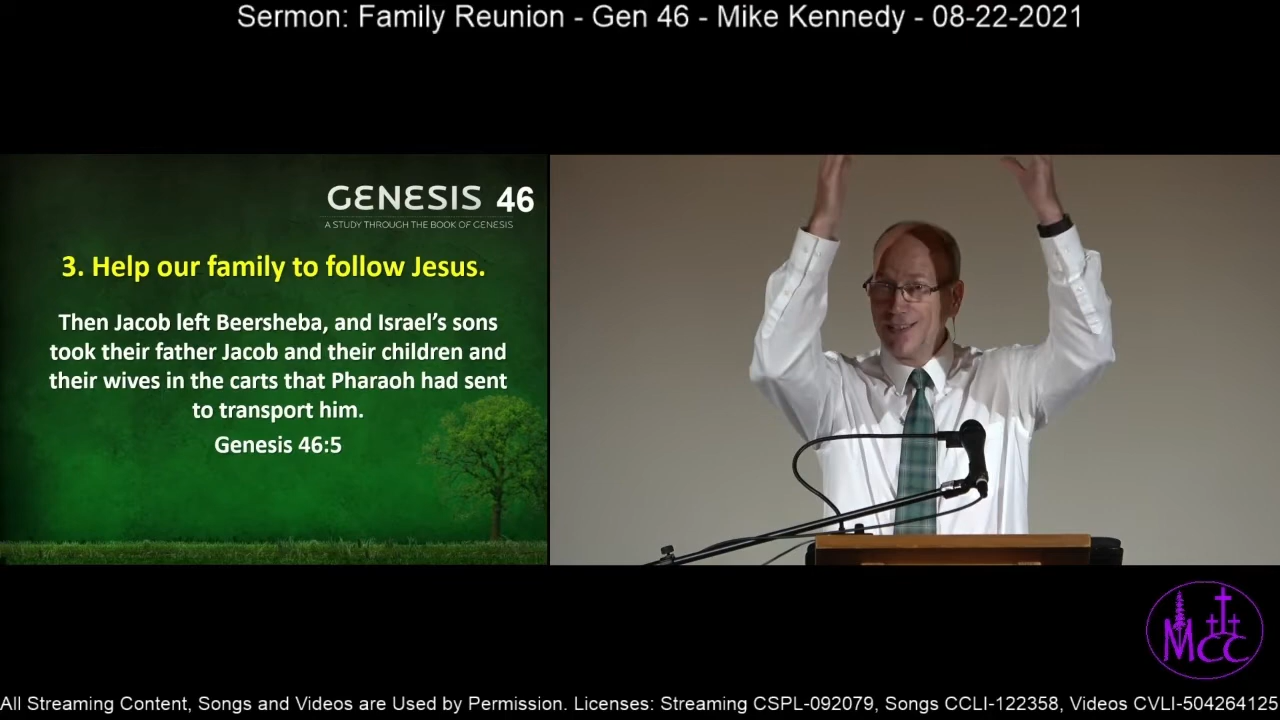 Sermon: Family Reunion - Gen 46 - Mike Kennedy - 08-22-2021
GENESIS 46
A STUDY THROUGH THE BOOK OF GENESIS
3. Help our family to follow Jesus.
Then Jacob left Beersheba, and Israel's sons
took their father Jacob and their children and
their wives in the carts that Pharaoh had sent
to transport him.
Genesis 46:5
MCC
All Streaming Content, Songs and Videos are Used by Permission. Licenses: Streaming CSPL-092079, Songs CCLI-122358, Videos CVLI-504264125